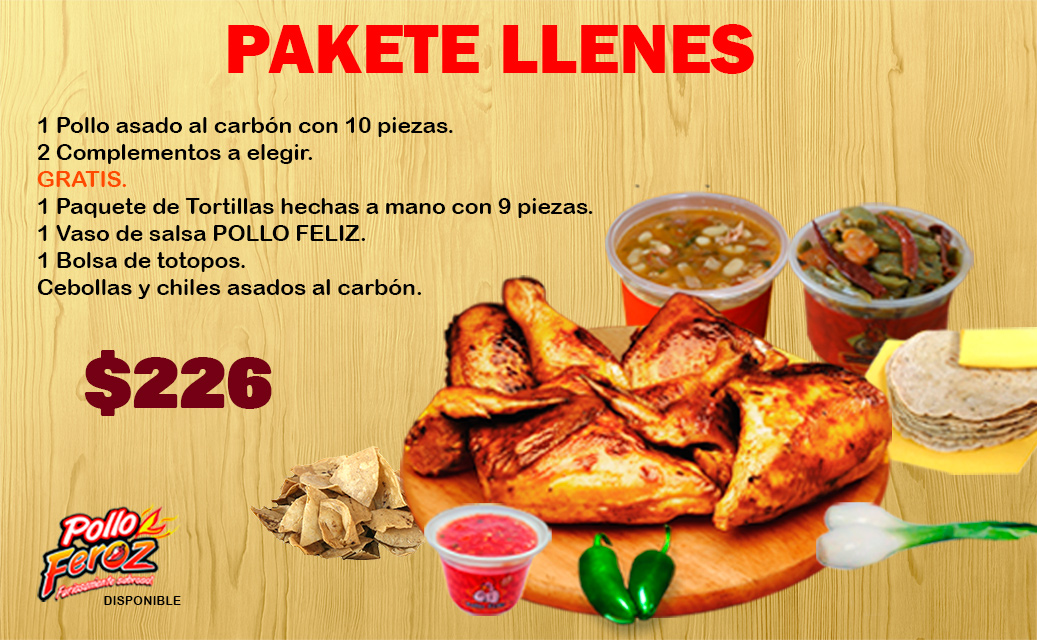 PAKETE LLENES
1 Pollo asado al carbón con 10 piezas.
2 Complementos a elegir.
GRATIS.
1 Paquete de Tortillas hechas a mano con 9 piezas.
1 Vaso de salsa POLLO FELIZ.
1 Bolsa de totopos.
Cebollas y chiles asados al carbón.
$226
Pollo
Feroz
Furiosamente sabroso!
DISPONIBLE